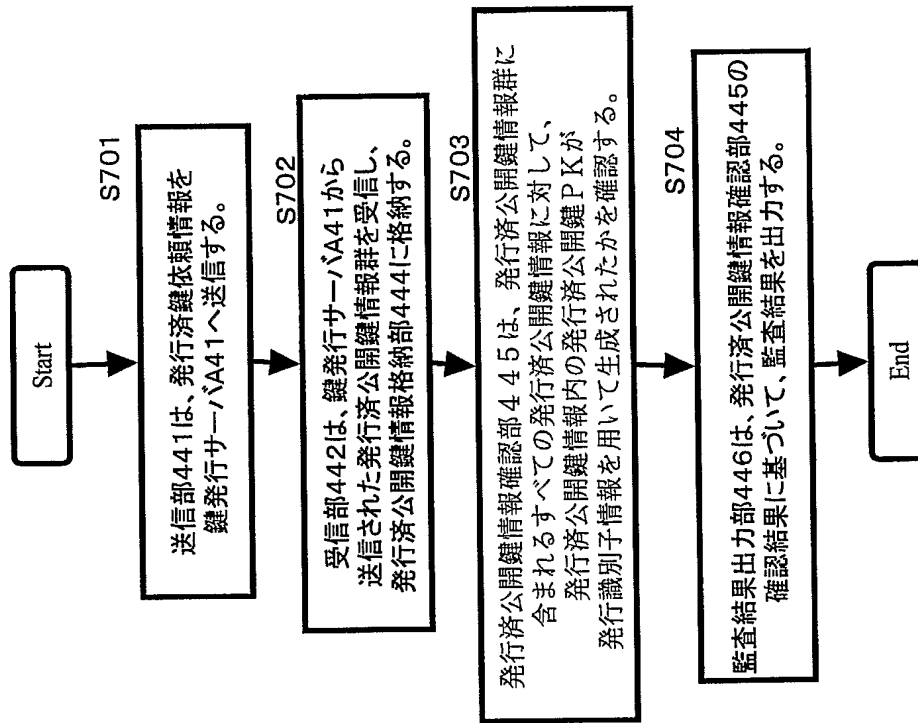 Start
S701
送信部441は、発行済鍵依頼情報を
鍵発行サーバA41へ送信する。
S702
受信部442は、鍵発行サーバA41から
送信された発行済公開鍵情報群を受信し、
発行済公開鍵情報格納部444に格納する。
S703
発行済公開鍵情報確認部445は、発行済公開鍵情報群に
含まれるすべての発行済公開鍵情報に対して、
発行済公開鍵情報内の発行済公開鍵PKが
発行識別子情報を用いて生成されたかを確認する。
S704
監査結果出力部446は、発行済公開鍵情報確認部4445の
確認結果に基づいて、監査結果を出力する。
End